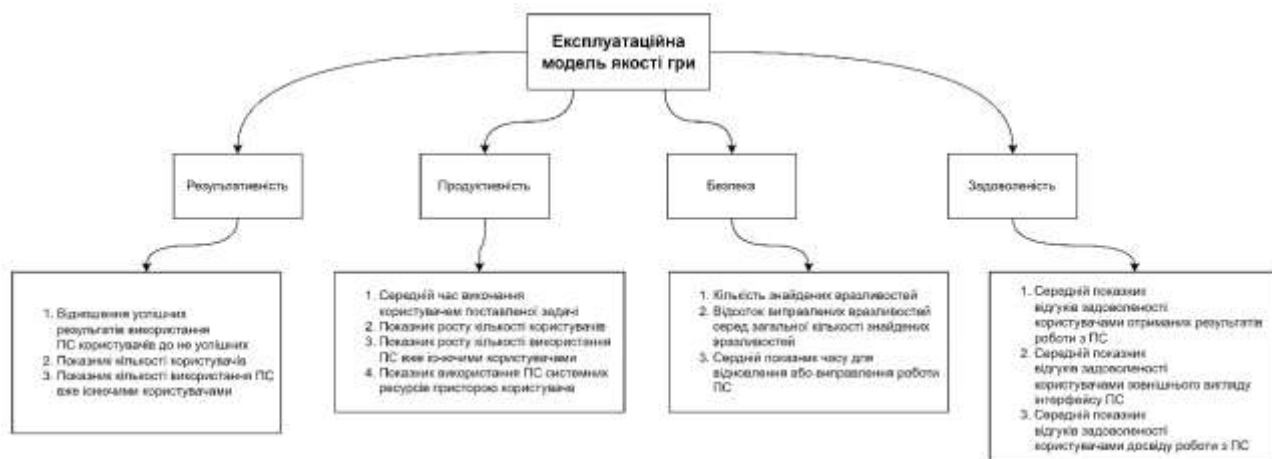 Експлуатаційна
модель якості гри
Результативність
Продуктивність
Безпека
Задоволеність
1. Відношення успішних
результатів використання
ПС користувачів до не успішних
2. Показник кількості користувачів
3. Показник кількості використання ПС
вже існуючими користувачами
1. Середній час виконання
користувачем поставленої задачі
2. Показник росту кількості користувачів
3. Показник росту кількості використання
ПС вже існуючими користувачами
4. Показник використання ПС системних
ресурсів присторою користувача
1. Кількість знайдених вразливостей
2. Відсоток виправлених вразливостей
серед загальної кількості знайдених
вразливостей
3. Сердній показник часу для
відновлення або виправлення роботи
ПС
1. Середній показник
відгуків задоволеності
користувачами отриманих результатів
роботи з ПС
2. Середній показник
відгуків задоволеності
користувачами зовнішнього вигляду
інтерфейсу ПС
3. Середній показник
відгуків задоволеності
користувачами досвіду роботи з ПС